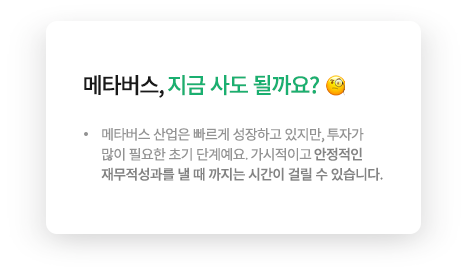 메타버스, 지금 사도 될까요? 🧐
• 메타버스 산업은 빠르게 성장하고 있지만, 투자가
많이 필요한 초기 단계예요. 가시적이고 안정적인
재무적성과를 낼 때 까지는 시간이 걸릴 수 있습니다.